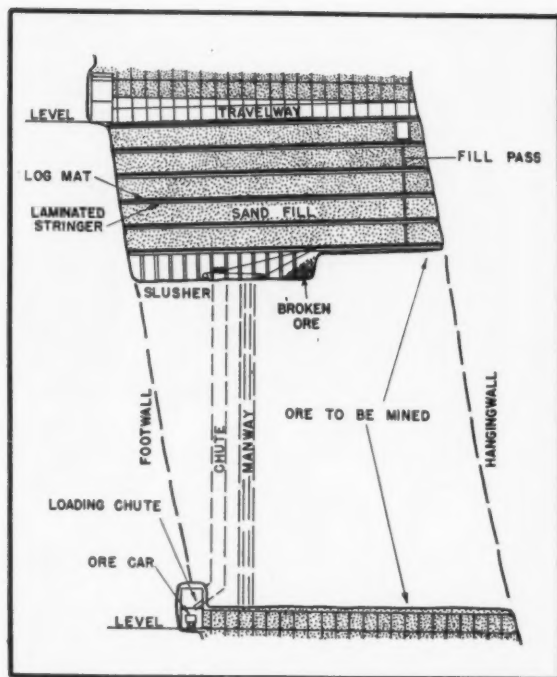 LEVEL
TRAVELWAY
FILL PASS
LOG MAT
LAMINATED
STRINGER
SAND FILL
SLUSHER
BROKEN
ORE
FOOTWALL
CHUTE
MANWAY
ORE TO BE MINED
HANGINGWALL
LOADING CHUTE
ORE CAR
LEVEL